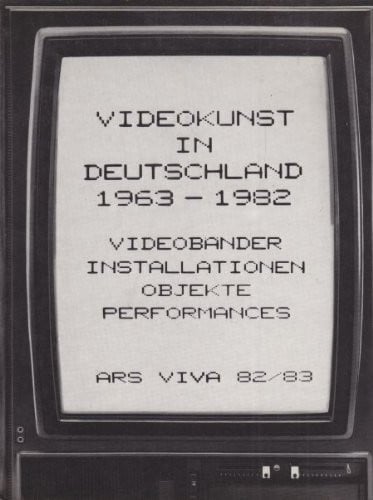 VIDEOKUNST
IN
DEUTSCHLAND
1963 - 1982
VIDEOBANDER
INSTALLATIONEN
OBJEKTE
PERFORMANCES
ARS VIVA 82/83